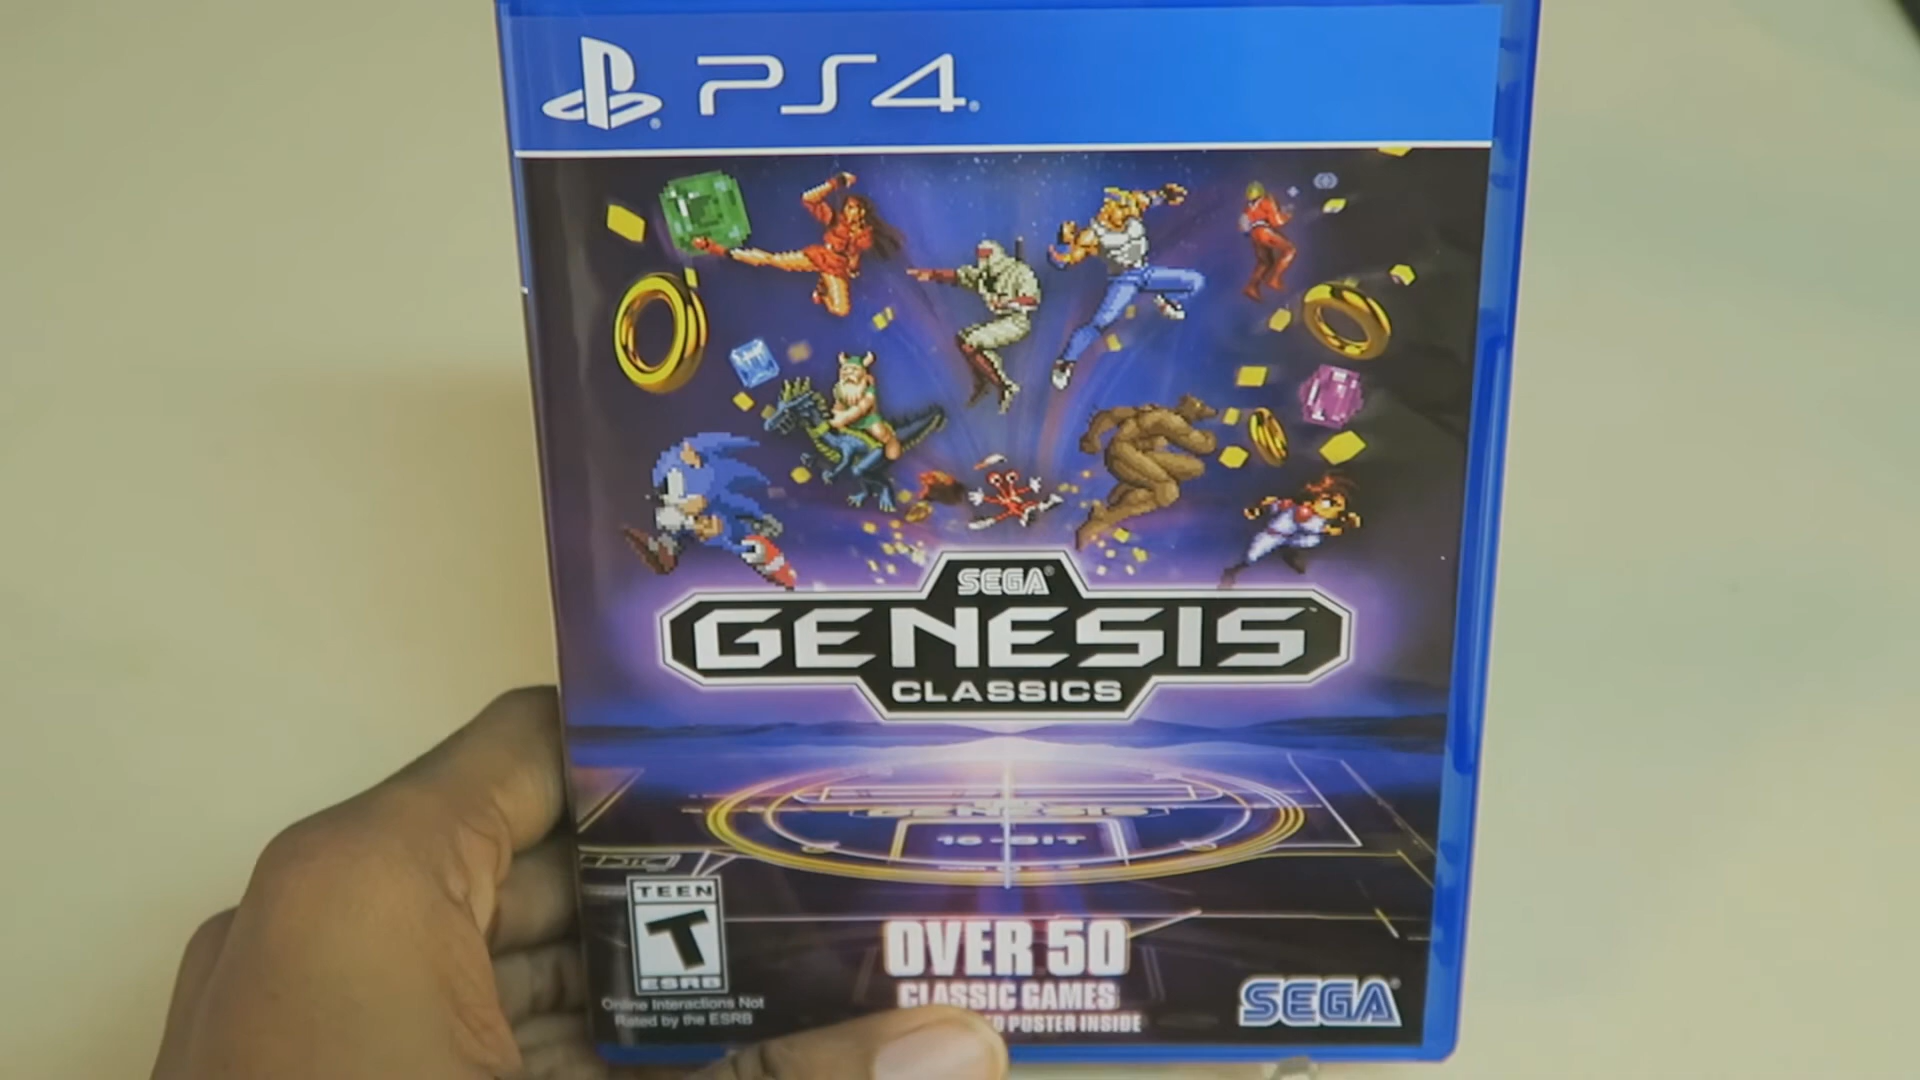 PS4
SEGA
GENESIS
CLASSICS
GENESIS
16-BIT
TEEN
T
ESRB
Online Interactions Not
Rated by the ESRB
OVER 50
CLASSIC GAMES
POSTER INSIDE
SEGA